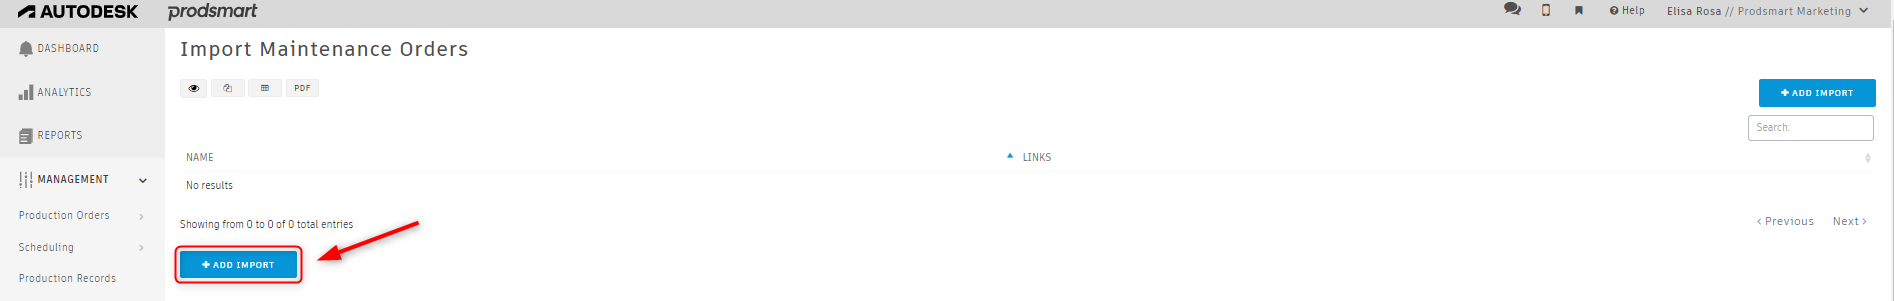 AUTODESK prodsmart Help Elisa Rosa // Prodsmart Marketing
DASHBOARD
ANALYTICS
REPORTS
MANAGEMENT
Production Orders
Scheduling
Production Records
Import Maintenance Orders
PDF
+ ADD IMPORT
Search:
NAME LINKS
No results
Showing from 0 to 0 of 0 total entries
< Previous Next >
+ ADD IMPORT